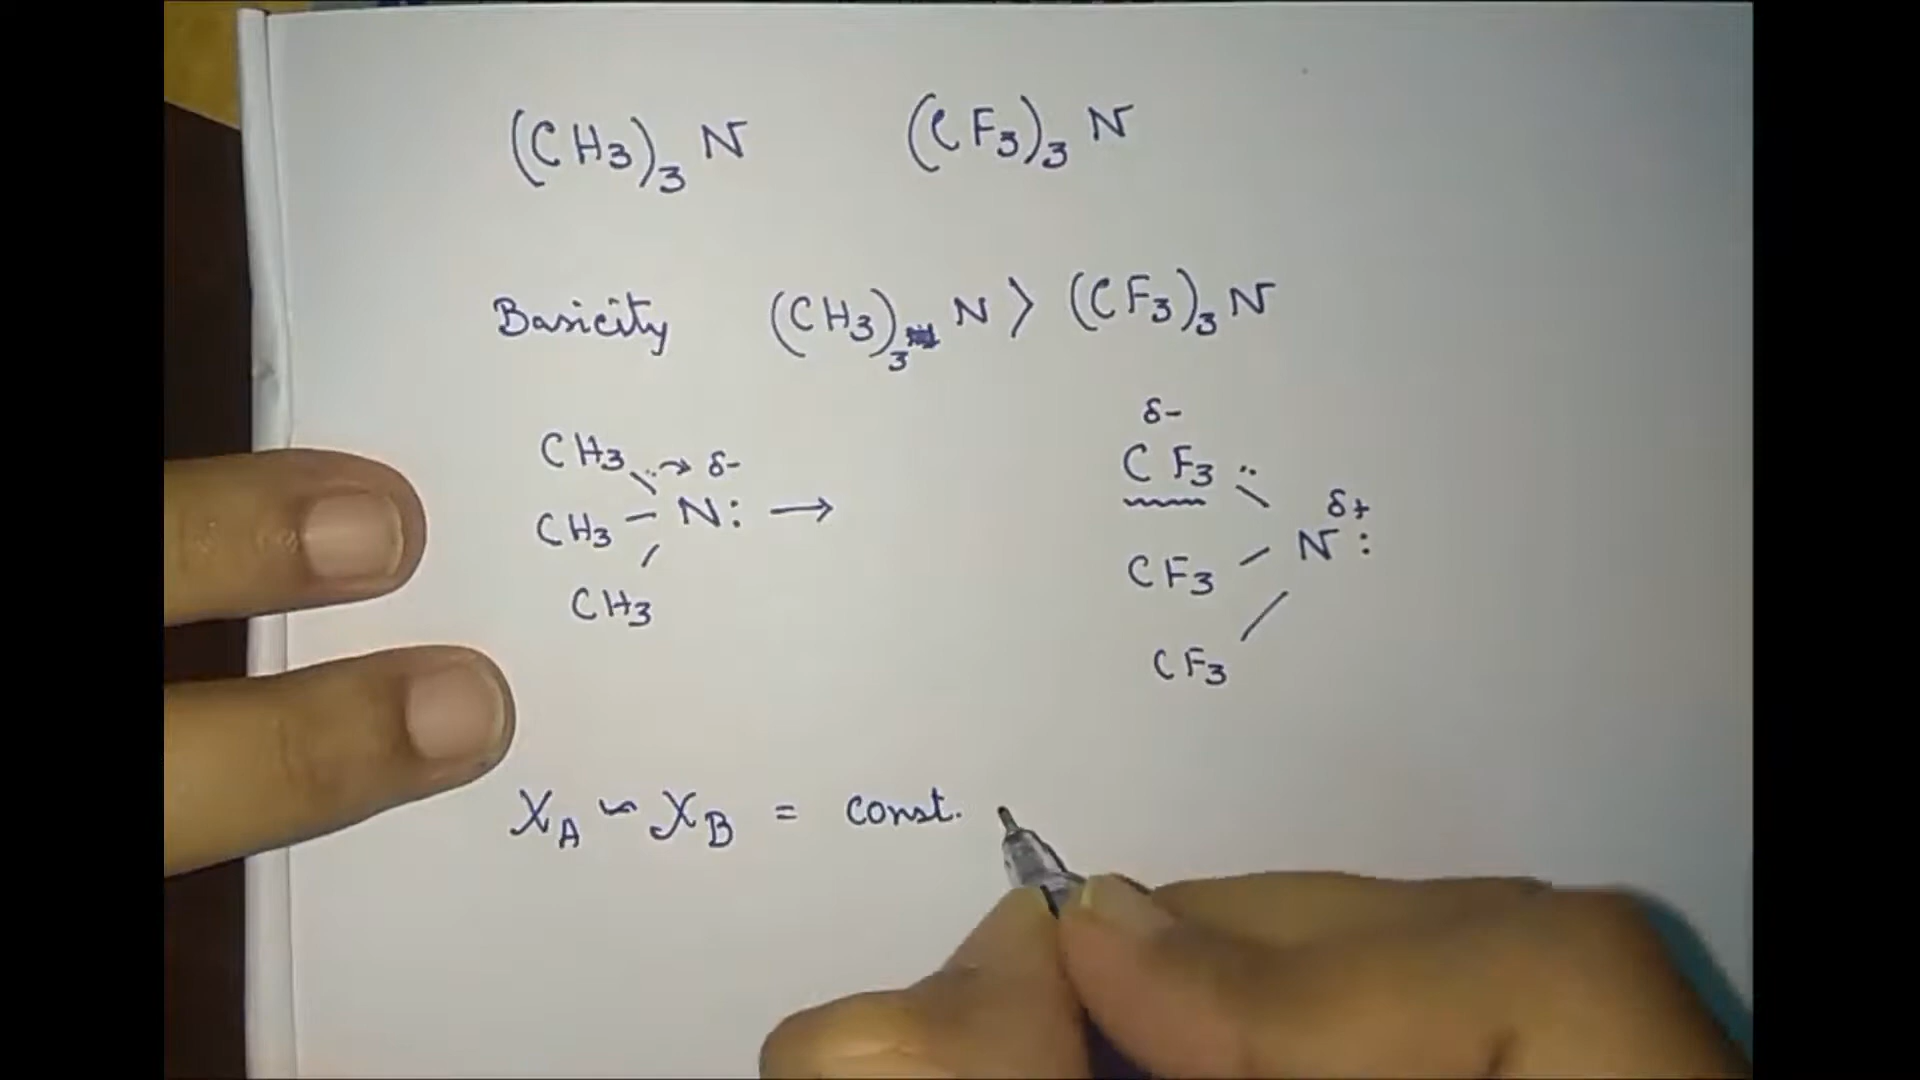 (CH3)3 N (CF3)3 N
Basicity (CH3)3 N > (CF3)3 N
δ-
CH3 ..→ δ- CF3 ..
CH3 – N: → δ+
CF3 – N:
CH3
CF3
XA ~ XB = const.